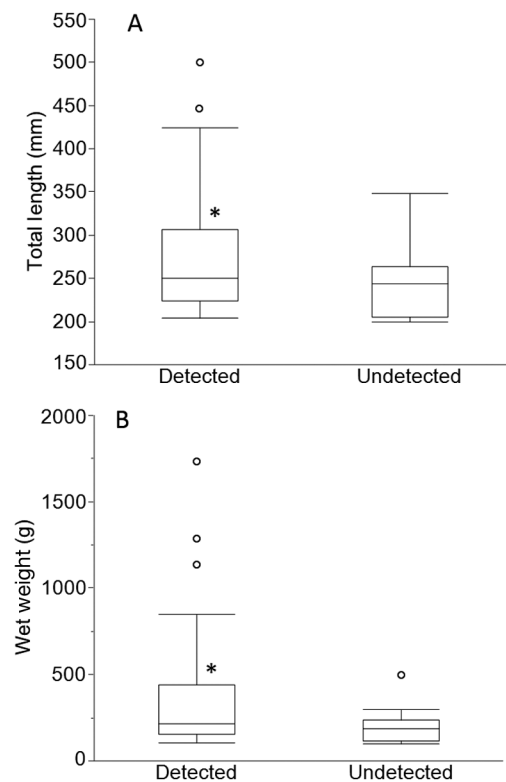 A
550
500
450
400
350
300
250
200
150
Total length (mm)
*
Detected Undetected
B
2000
1500
1000
500
0
Wet weight (g)
*
Detected Undetected